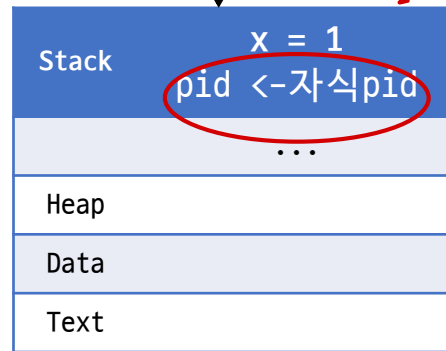 Stack
x = 1
pid <-자식pid
...
Heap
Data
Text